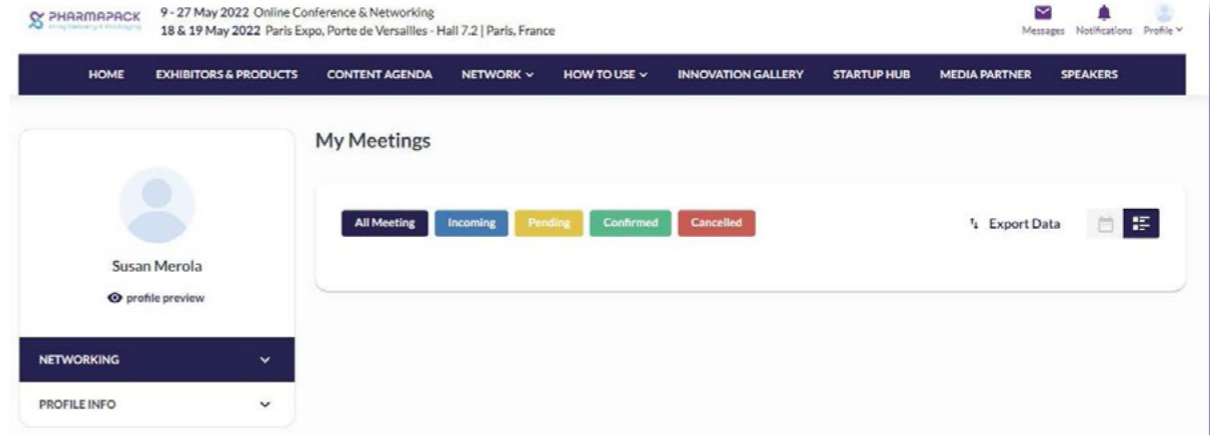 PHARMAPACK
9 - 27 May 2022 Online Conference & Networking
18 & 19 May 2022 Paris Expo, Porte de Versailles - Hall 7.2 | Paris, France
Messages Notifications Profile
HOME EXHIBITORS & PRODUCTS CONTENT AGENDA NETWORK HOW TO USE INNOVATION GALLERY STARTUP HUB MEDIA PARTNER SPEAKERS
My Meetings
All Meeting Incoming Pending Confirmed Cancelled Export Data
Susan Merola
profile preview
NETWORKING
PROFILE INFO